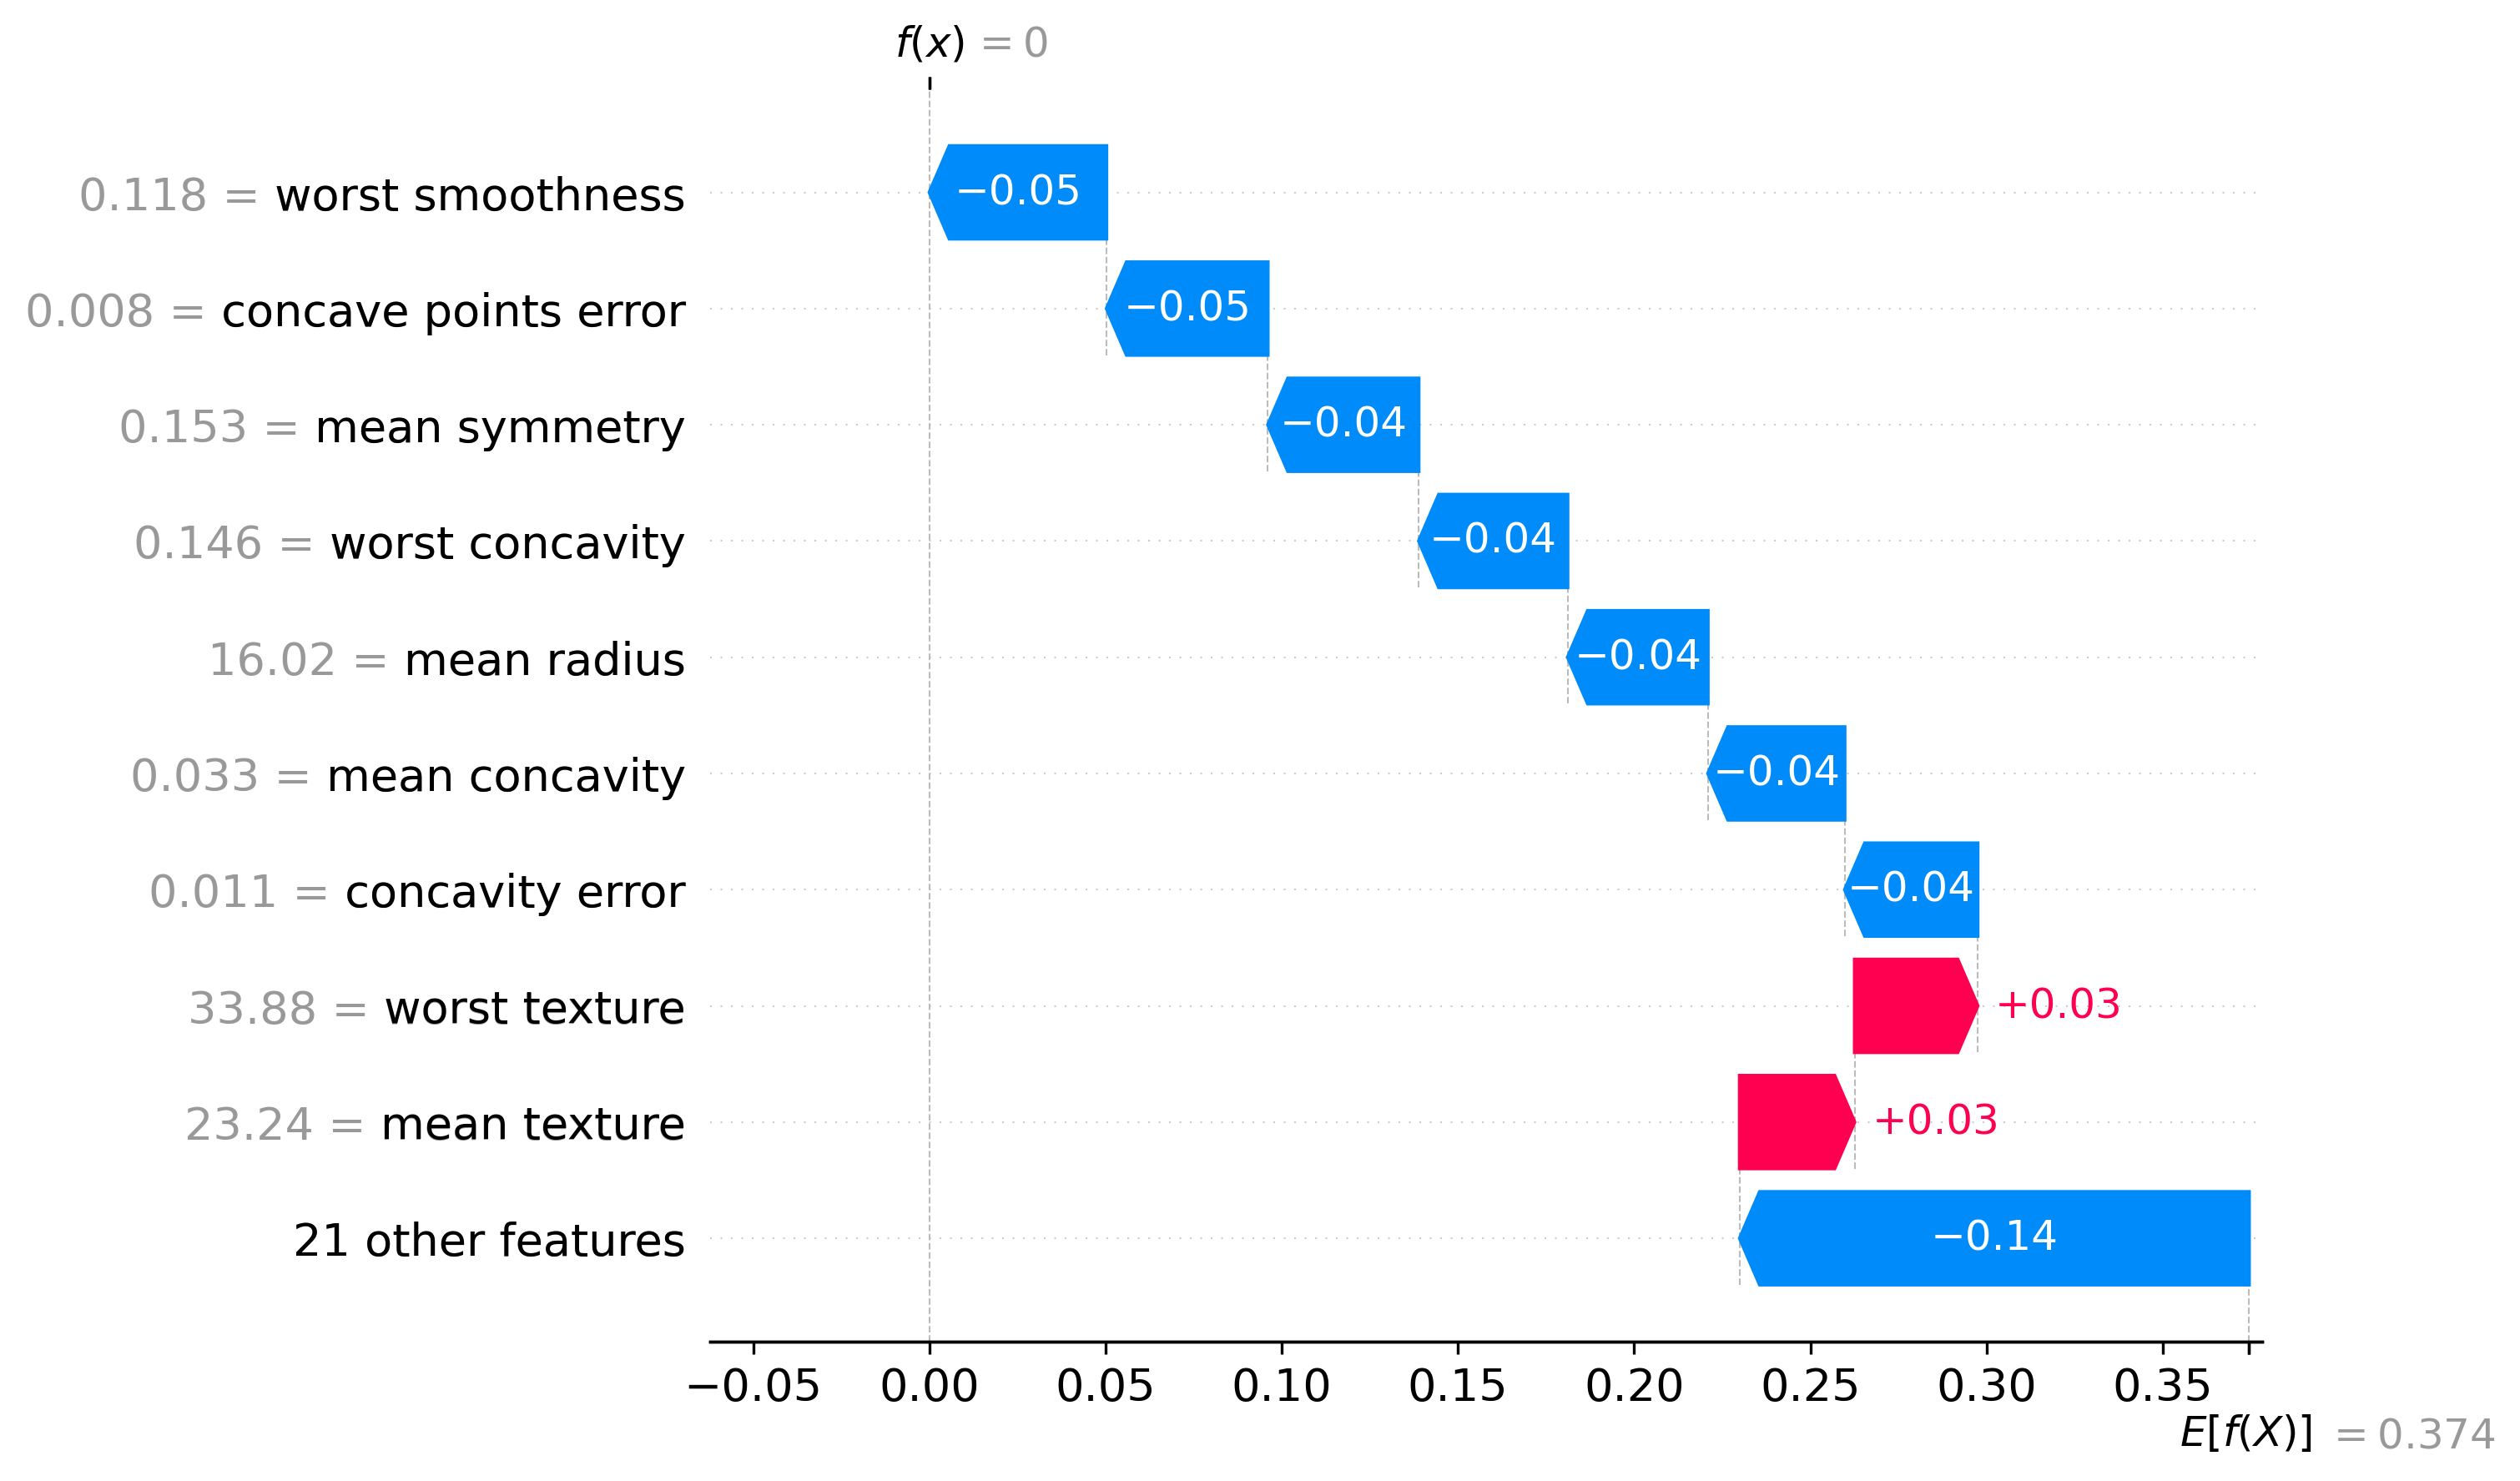 f(x) = 0
0.118 = worst smoothness −0.05
0.008 = concave points error −0.05
0.153 = mean symmetry −0.04
0.146 = worst concavity −0.04
16.02 = mean radius −0.04
0.033 = mean concavity −0.04
0.011 = concavity error −0.04
33.88 = worst texture +0.03
23.24 = mean texture +0.03
21 other features −0.14
−0.05 0.00 0.05 0.10 0.15 0.20 0.25 0.30 0.35
E[f(X)] = 0.374